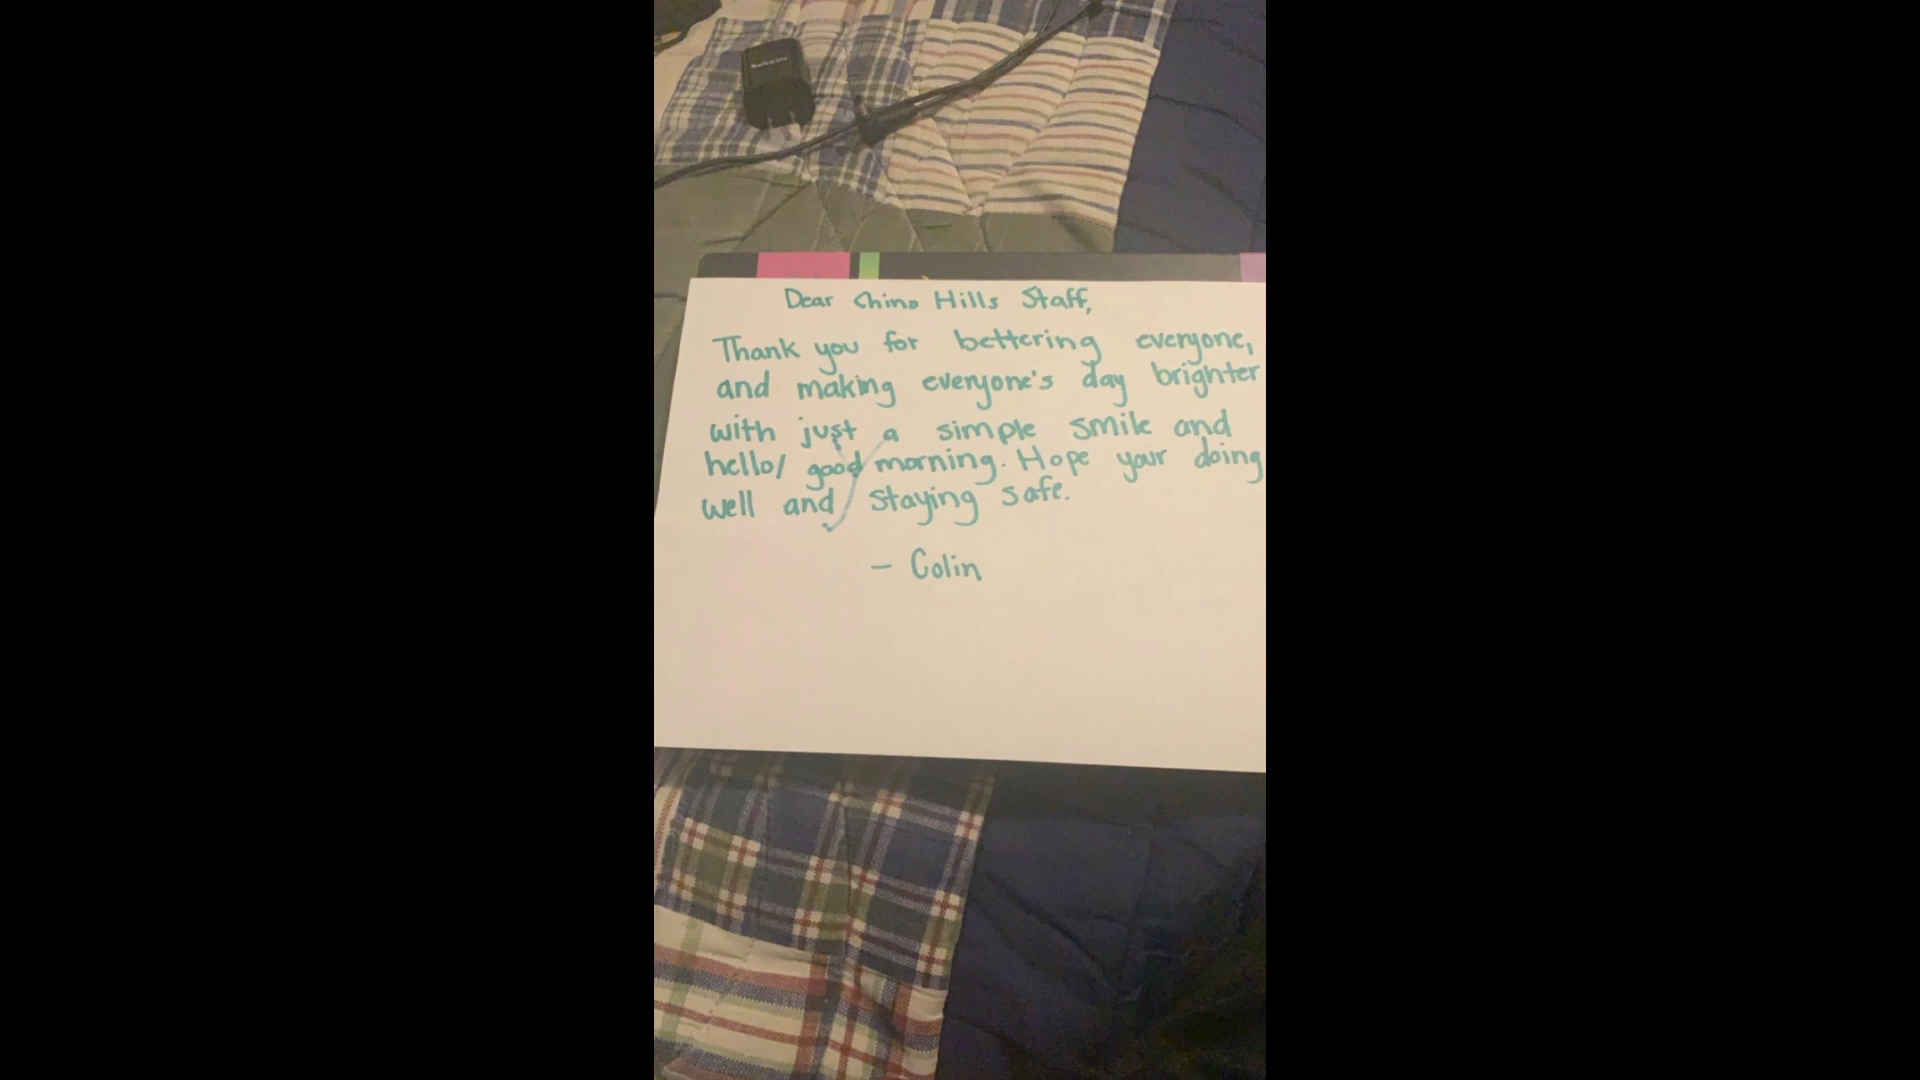 Dear Chino Hills Staff,
Thank you for bettering everyone,
and making everyone's day brighter
with just a simple smile and
hello/ good morning. Hope your doing
well and staying safe.
- Colin